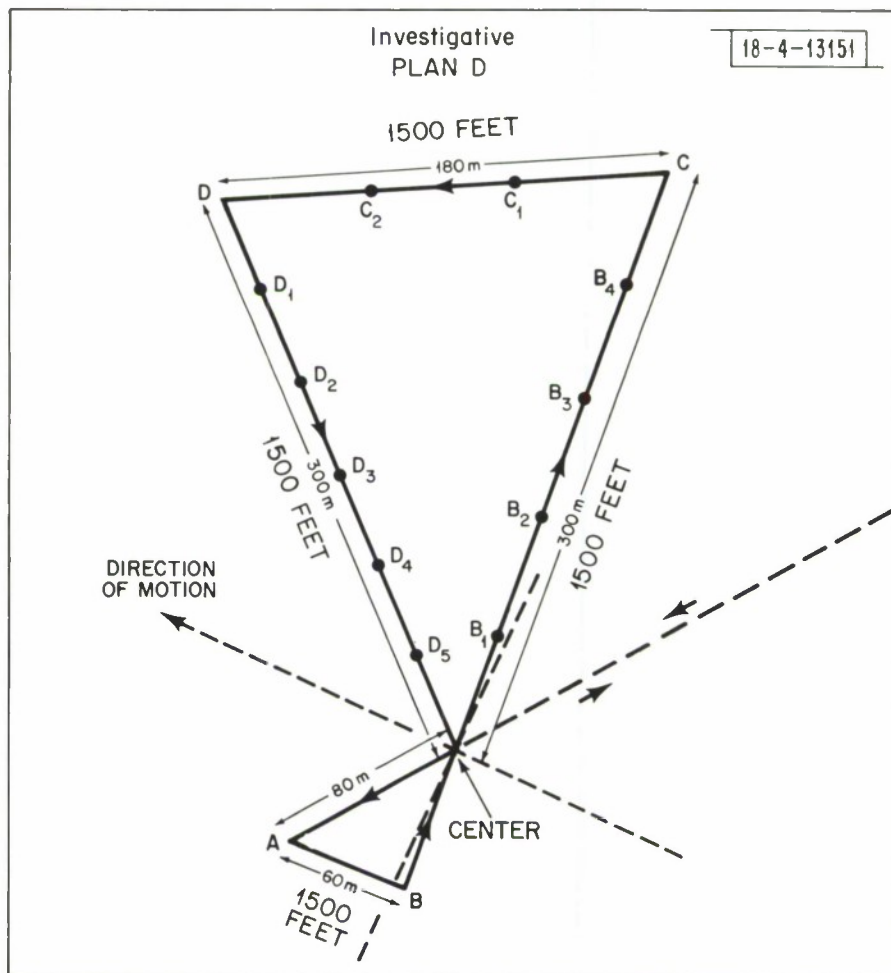 Investigative
PLAN D
18-4-13151
1500 FEET
180 m
D
C
C2
C1
D1
B4
D2
B3
D3
1500 FEET
300 m
B2
300 m
1500 FEET
D4
DIRECTION
OF MOTION
B1
D5
80 m
CENTER
A
60 m
B
1500
FEET